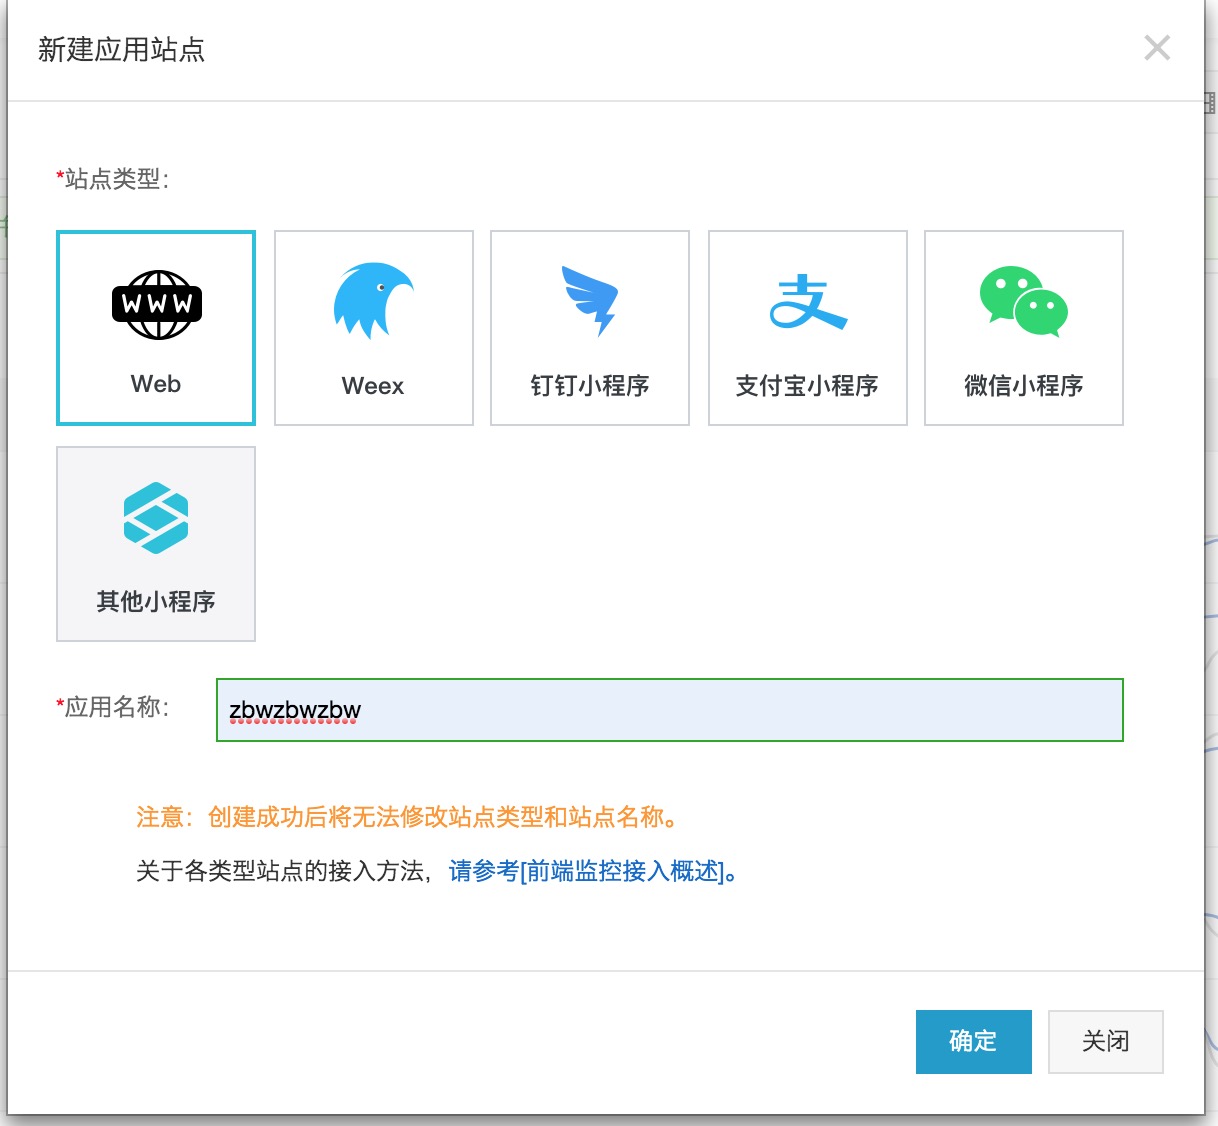 新建应用站点
*站点类型：
WWW
Web
Weex
钉钉小程序
支付宝小程序
微信小程序
其他小程序
*应用名称：
zbwzbwzbw
注意：创建成功后将无法修改站点类型和站点名称。
关于各类型站点的接入方法，请参考[前端监控接入概述]。
确定
关闭